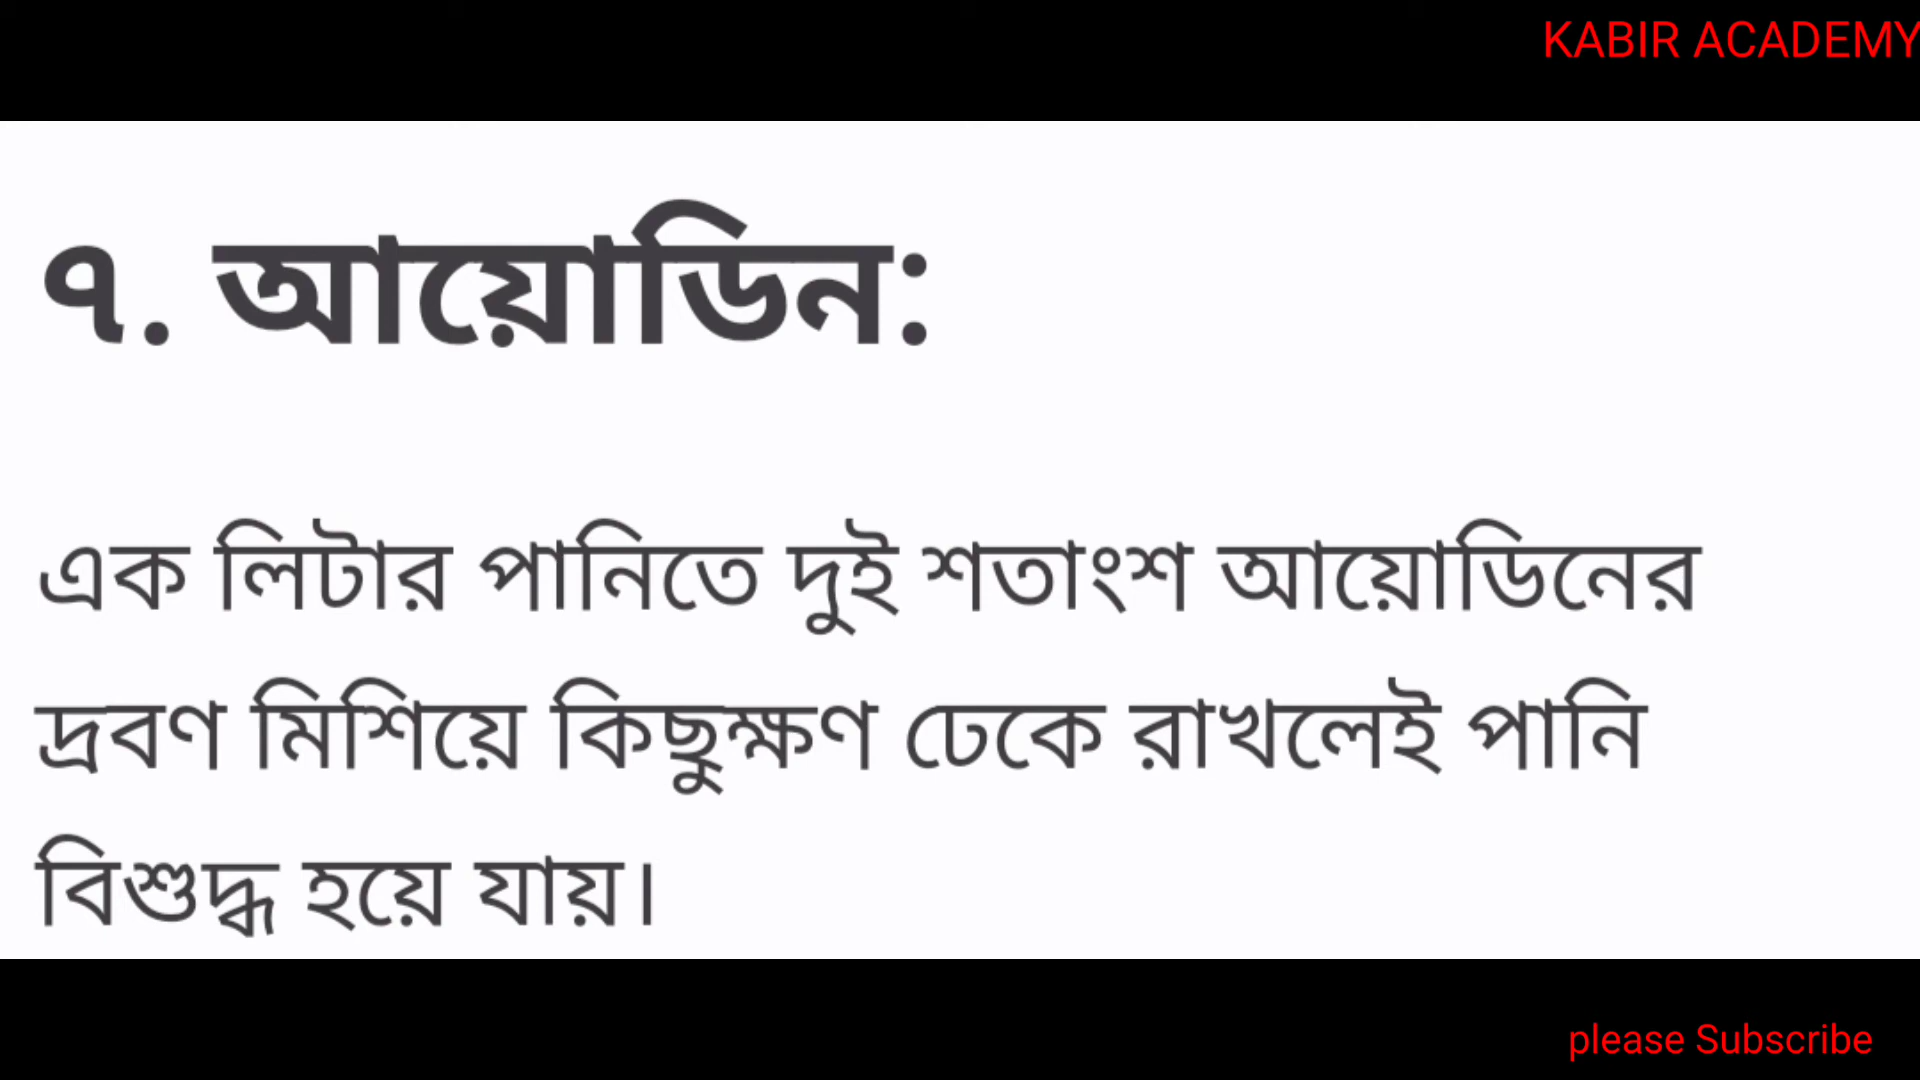 KABIR ACADEMY
৭. আয়োডিন:
এক লিটার পানিতে দুই শতাংশ আয়োডিনের
দ্রবণ মিশিয়ে কিছুক্ষণ ঢেকে রাখলেই পানি
বিশুদ্ধ হয়ে যায়।
please Subscribe